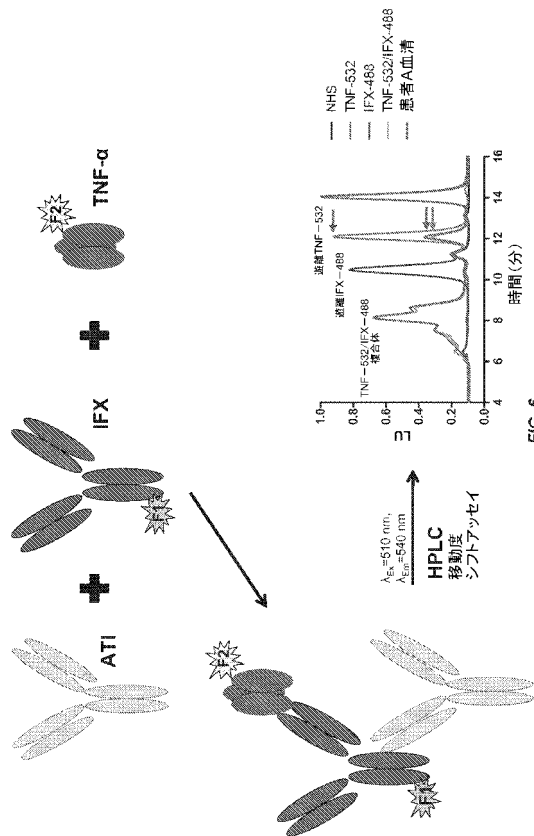 ATI
IFX
TNF-α
F1
F2
F2
F1
λEx=510 nm,
λEm=540 nm
HPLC
移動度
シフトアッセイ
1.0
0.8
0.6
0.4
0.2
0.0
LU
TNF-532/IFX-488
複合体
遊離IFX-488
遊離TNF-532
4
6
8
10
12
14
16
時間(分)
NHS
TNF-532
IFX-488
TNF-532/IFX-488
患者A血清
FIG. 6